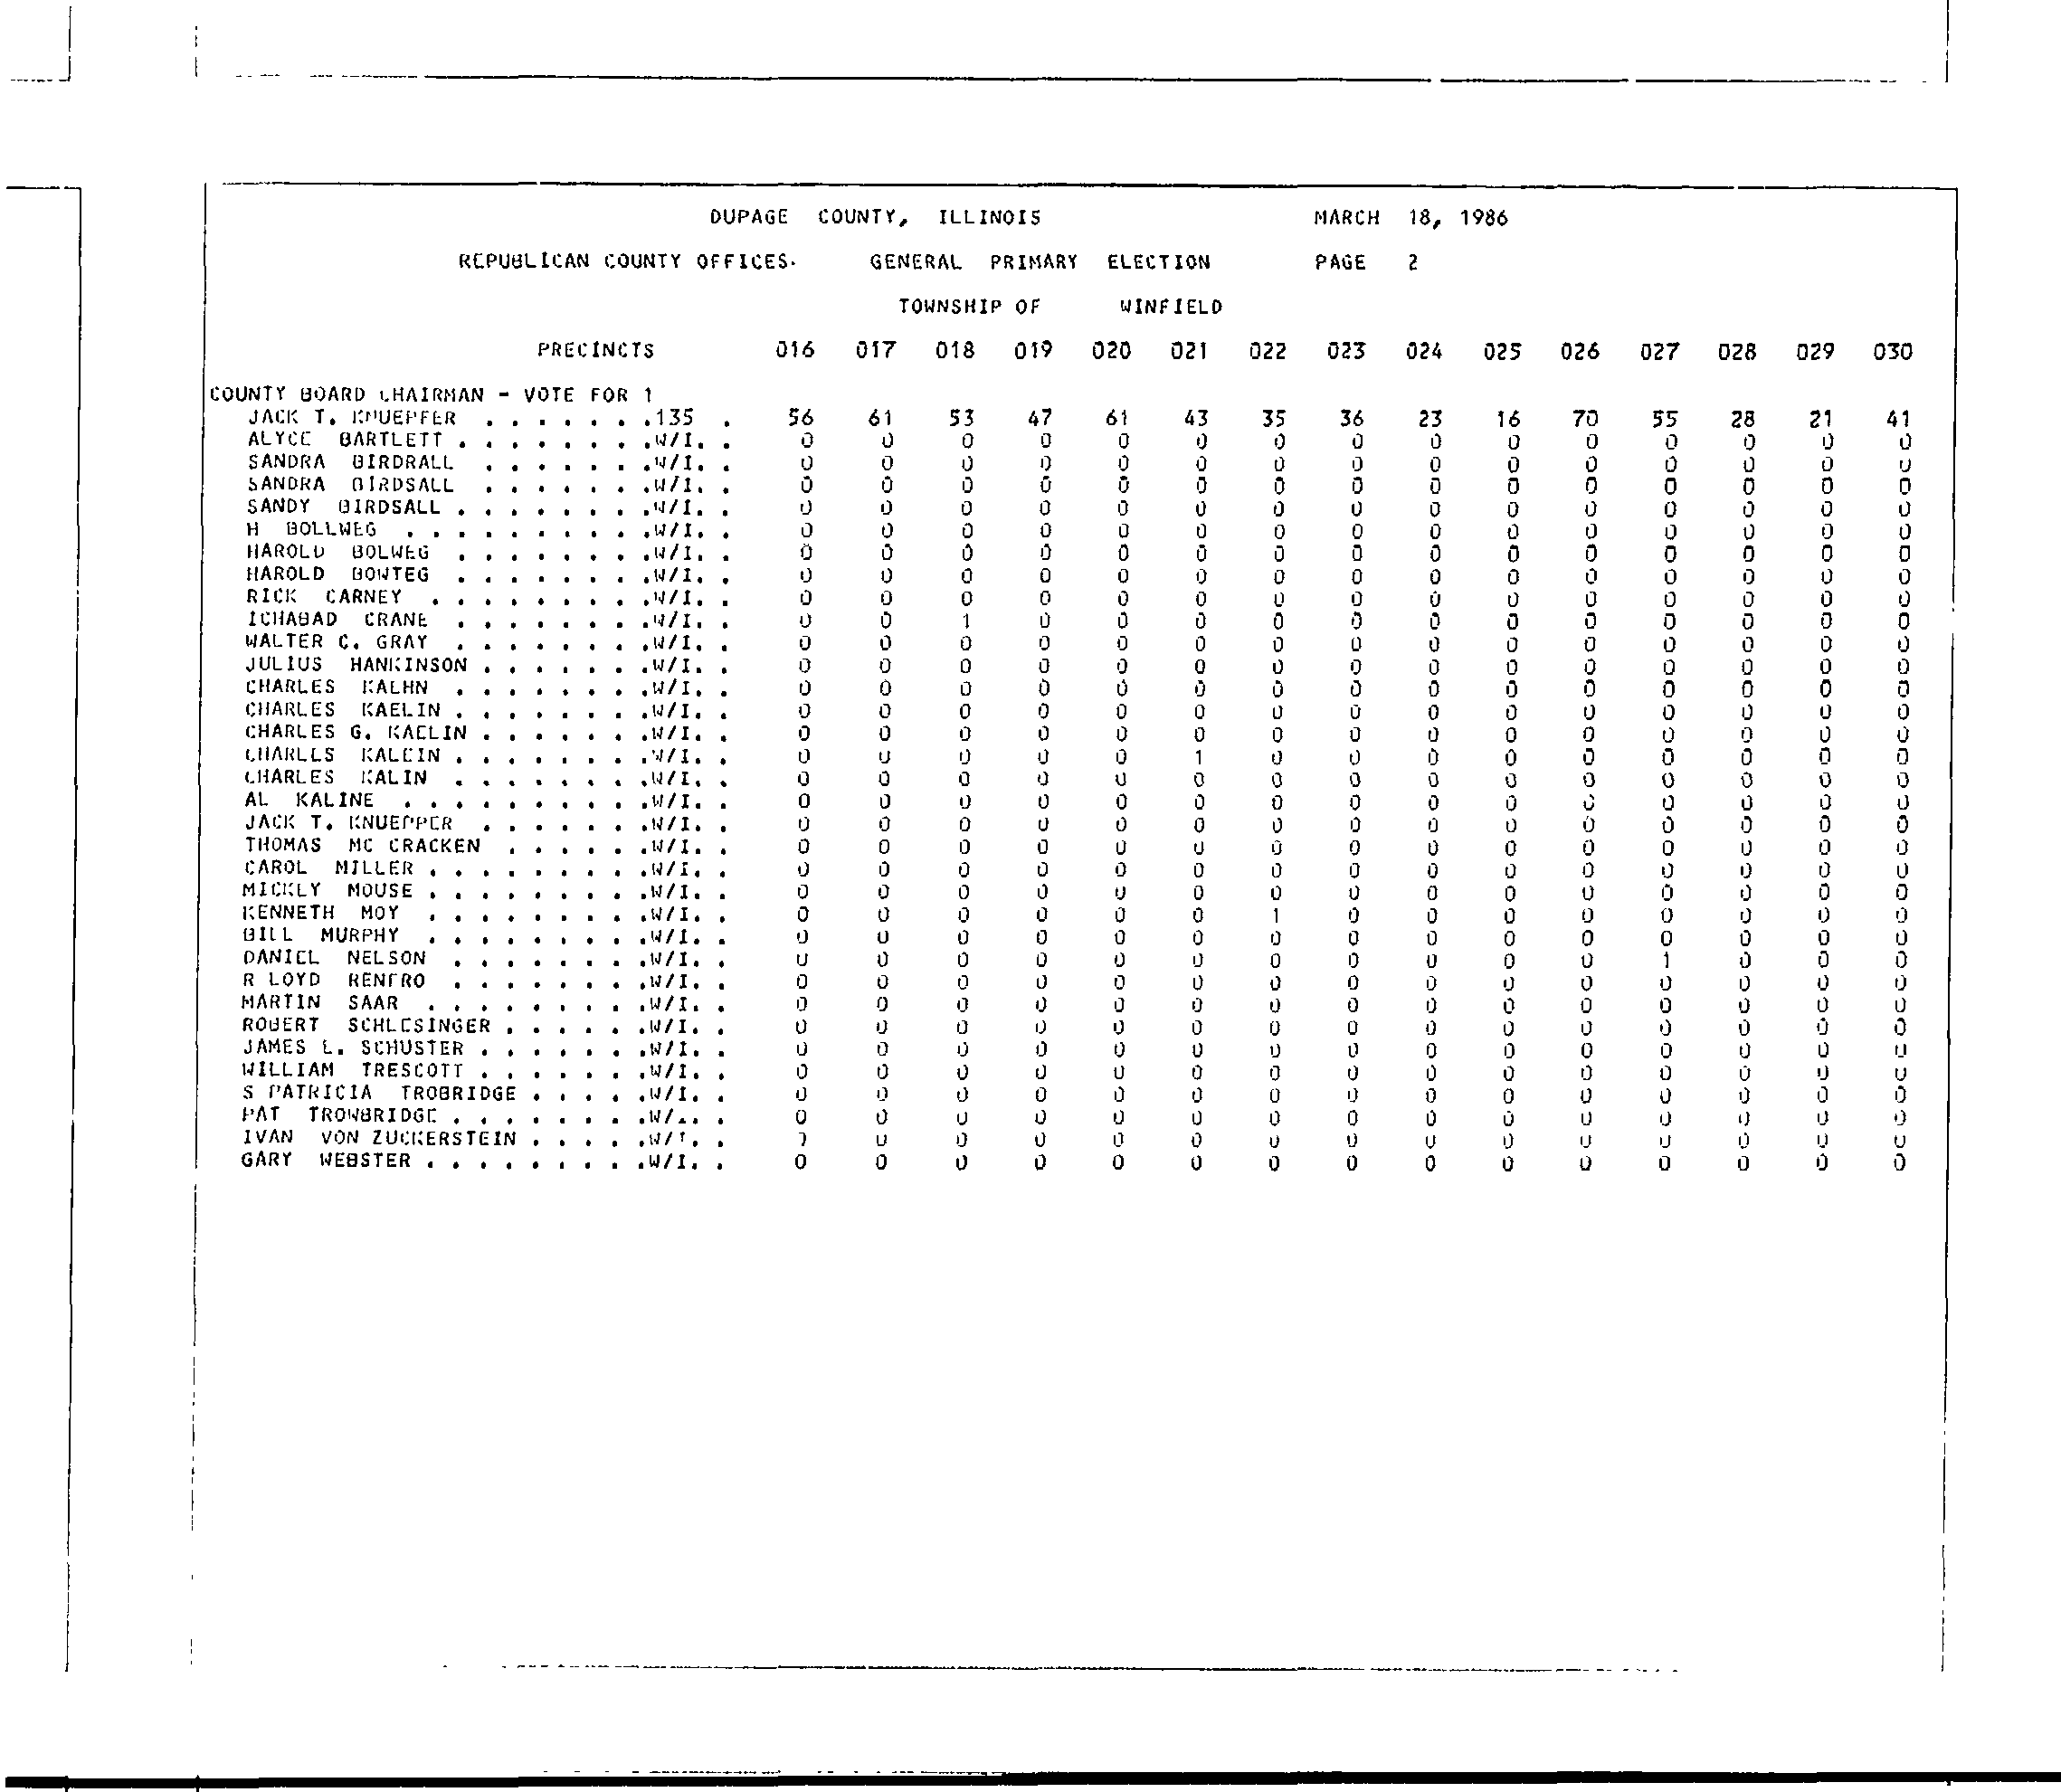 DUPAGE COUNTY, ILLINOIS MARCH 18, 1986
REPUBLICAN COUNTY OFFICES. GENERAL PRIMARY ELECTION PAGE 2
TOWNSHIP OF WINFIELD
PRECINCTS 016 017 018 019 020 021 022 023 024 025 026 027 028 029 030
COUNTY BOARD CHAIRMAN - VOTE FOR 1
JACK T. KNUEPFER . . . . . . .135 . 56 61 53 47 61 43 35 36 23 16 70 55 28 21 41
ALYCE BARTLETT . . . . . . . .W/I. . 0 0 0 0 0 0 0 0 0 0 0 0 0 0 0
SANDRA BIRDRALL . . . . . . .W/I. . 0 0 0 0 0 0 0 0 0 0 0 0 0 0 0
SANDRA BIRDSALL . . . . . . .W/I. . 0 0 0 0 0 0 0 0 0 0 0 0 0 0 0
SANDY BIRDSALL . . . . . . . .W/I. . 0 0 0 0 0 0 0 0 0 0 0 0 0 0 0
H BOLLWEG . . . . . . . . . .W/I. . 0 0 0 0 0 0 0 0 0 0 0 0 0 0 0
HAROLD BOLWEG . . . . . . . .W/I. . 0 0 0 0 0 0 0 0 0 0 0 0 0 0 0
HAROLD BOWTEG . . . . . . . .W/I. . 0 0 0 0 0 0 0 0 0 0 0 0 0 0 0
RICK CARNEY . . . . . . . . .W/I. . 0 0 0 0 0 0 0 0 0 0 0 0 0 0 0
ICHABAD CRANE . . . . . . . .W/I. . 0 0 1 0 0 0 0 0 0 0 0 0 0 0 0
WALTER C. GRAY . . . . . . . .W/I. . 0 0 0 0 0 0 0 0 0 0 0 0 0 0 0
JULIUS HANKINSON . . . . . . .W/I. . 0 0 0 0 0 0 0 0 0 0 0 0 0 0 0
CHARLES KALHN . . . . . . . .W/I. . 0 0 0 0 0 0 0 0 0 0 0 0 0 0 0
CHARLES KAELIN . . . . . . . .W/I. . 0 0 0 0 0 0 0 0 0 0 0 0 0 0 0
CHARLES G. KAELIN . . . . . . .W/I. . 0 0 0 0 0 0 0 0 0 0 0 0 0 0 0
CHARLES KALEIN . . . . . . . .W/I. . 0 0 0 0 0 1 0 0 0 0 0 0 0 0 0
CHARLES KALIN . . . . . . . .W/I. . 0 0 0 0 0 0 0 0 0 0 0 0 0 0 0
AL KALINE . . . . . . . . . .W/I. . 0 0 0 0 0 0 0 0 0 0 0 0 0 0 0
JACK T. KNUEPPER . . . . . . .W/I. . 0 0 0 0 0 0 0 0 0 0 0 0 0 0 0
THOMAS MC CRACKEN . . . . . .W/I. . 0 0 0 0 0 0 0 0 0 0 0 0 0 0 0
CAROL MILLER . . . . . . . . .W/I. . 0 0 0 0 0 0 0 0 0 0 0 0 0 0 0
MICKEY MOUSE . . . . . . . . .W/I. . 0 0 0 0 0 0 0 0 0 0 0 0 0 0 0
KENNETH MOY . . . . . . . . .W/I. . 0 0 0 0 0 0 1 0 0 0 0 0 0 0 0
BILL MURPHY . . . . . . . . .W/I. . 0 0 0 0 0 0 0 0 0 0 0 0 0 0 0
DANIEL NELSON . . . . . . . .W/I. . 0 0 0 0 0 0 0 0 0 0 0 1 0 0 0
R LOYD RENFRO . . . . . . . .W/I. . 0 0 0 0 0 0 0 0 0 0 0 0 0 0 0
MARTIN SAAR . . . . . . . . .W/I. . 0 0 0 0 0 0 0 0 0 0 0 0 0 0 0
ROBERT SCHLESINGER . . . . . .W/I. . 0 0 0 0 0 0 0 0 0 0 0 0 0 0 0
JAMES L. SCHUSTER . . . . . . .W/I. . 0 0 0 0 0 0 0 0 0 0 0 0 0 0 0
WILLIAM TRESCOTT . . . . . . .W/I. . 0 0 0 0 0 0 0 0 0 0 0 0 0 0 0
S PATRICIA TROBRIDGE . . . . .W/I. . 0 0 0 0 0 0 0 0 0 0 0 0 0 0 0
PAT TROWBRIDGE . . . . . . . .W/I. . 0 0 0 0 0 0 0 0 0 0 0 0 0 0 0
IVAN VON ZUCKERSTEIN . . . . .W/I. . 0 0 0 0 0 0 0 0 0 0 0 0 0 0 0
GARY WEBSTER . . . . . . . . .W/I. . 0 0 0 0 0 0 0 0 0 0 0 0 0 0 0